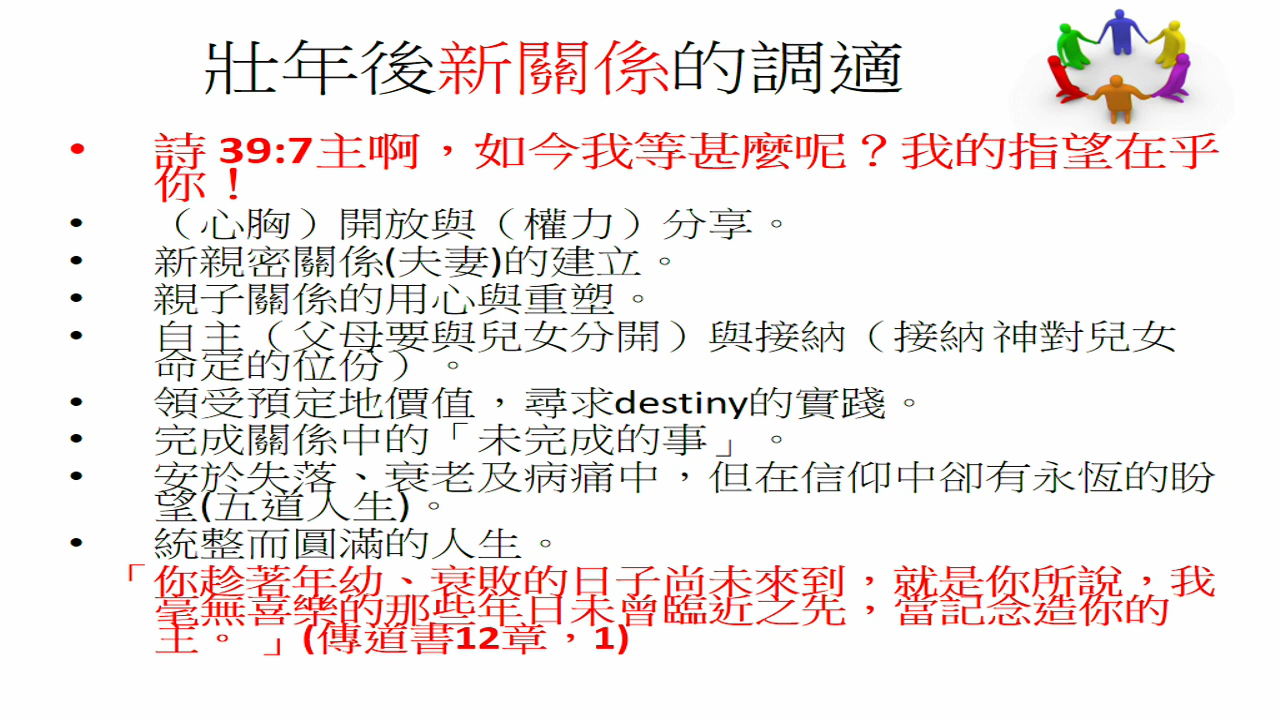 壯年後新關係的調適
• 詩 39:7主啊，如今我等甚麼呢？我的指望在乎
你！
• （心胸）開放與（權力）分享。
• 新親密關係(夫妻)的建立。
• 親子關係的用心與重塑。
• 自主（父母要與兒女分開）與接納（接納 神對兒女
命定的位份）。
• 領受預定地價值，尋求destiny的實踐。
• 完成關係中的「未完成的事」。
• 安於失落、衰老及病痛中，但在信仰中卻有永恆的盼
望(五道人生)。
• 統整而圓滿的人生。
「你趁著年幼、衰敗的日子尚未來到，就是你所說，我
毫無喜樂的那些年日未曾臨近之先，當記念造你的
主。」(傳道書12章，1)